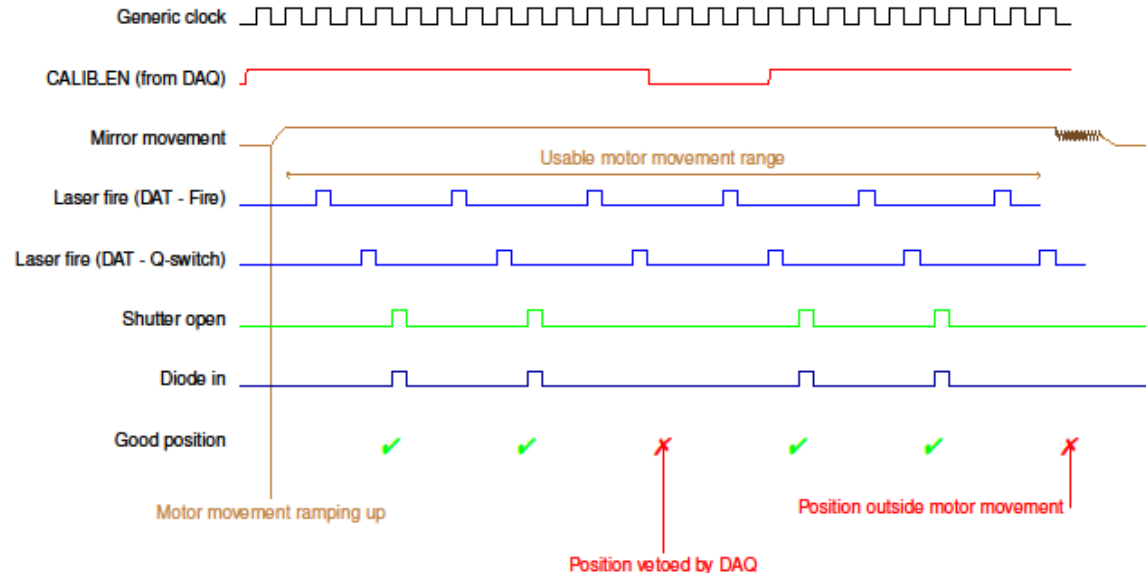 Generic clock
CALIB_EN (from DAQ)
Mirror movement
Usable motor movement range
Laser fire (DAT - Fire)
Laser fire (DAT - Q-switch)
Shutter open
Diode in
Good position
Motor movement ramping up
Position outside motor movement
Position vetoed by DAQ